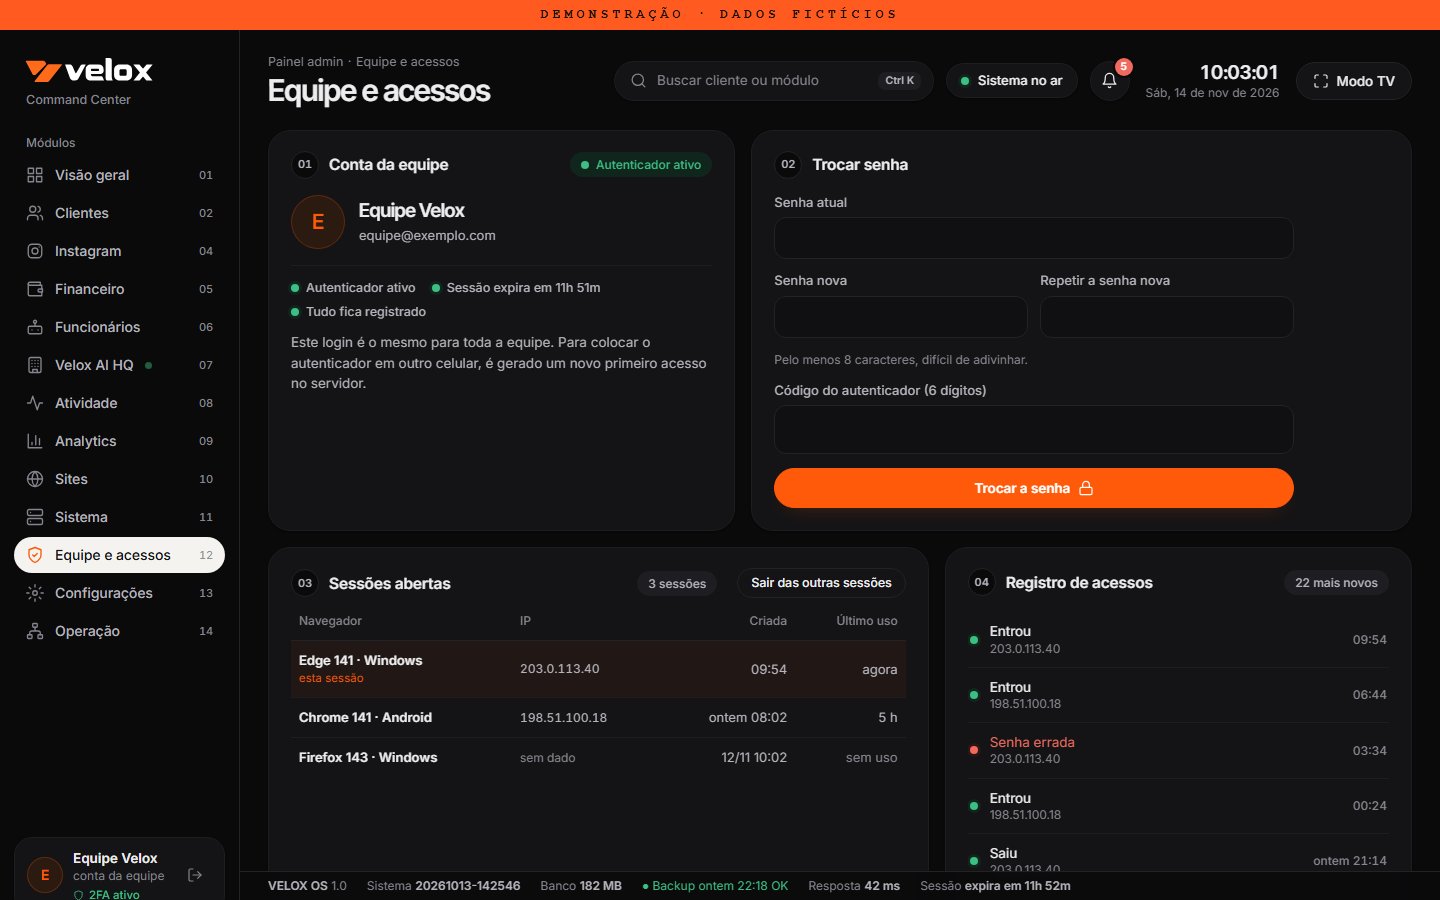 DEMONSTRAÇÃO · DADOS FICTÍCIOS
velox
Command Center
Módulos
Visão geral 01
Clientes 02
Instagram 04
Financeiro 05
Funcionários 06
Velox AI HQ 07
Atividade 08
Analytics 09
Sites 10
Sistema 11
Equipe e acessos 12
Configurações 13
Operação 14
E
Equipe Velox
conta da equipe
2FA ativo
Painel admin · Equipe e acessos
Equipe e acessos
Buscar cliente ou módulo Ctrl K
Sistema no ar
5
10:03:01
Sáb, 14 de nov de 2026
Modo TV
01 Conta da equipe Autenticador ativo
E
Equipe Velox
equipe@exemplo.com
Autenticador ativo Sessão expira em 11h 51m
Tudo fica registrado
Este login é o mesmo para toda a equipe. Para colocar o
autenticador em outro celular, é gerado um novo primeiro acesso
no servidor.
02 Trocar senha
Senha atual
Senha nova Repetir a senha nova
Pelo menos 8 caracteres, difícil de adivinhar.
Código do autenticador (6 dígitos)
Trocar a senha
03 Sessões abertas 3 sessões Sair das outras sessões
Navegador IP Criada Último uso
Edge 141 · Windows 203.0.113.40 09:54 agora
esta sessão
Chrome 141 · Android 198.51.100.18 ontem 08:02 5 h
Firefox 143 · Windows sem dado 12/11 10:02 sem uso
04 Registro de acessos 22 mais novos
Entrou 09:54
203.0.113.40
Entrou 06:44
198.51.100.18
Senha errada 03:34
203.0.113.40
Entrou 00:24
198.51.100.18
Saiu ontem 21:14
203.0.113.40
VELOX OS 1.0 Sistema 20261013-142546 Banco 182 MB Backup ontem 22:18 OK Resposta 42 ms Sessão expira em 11h 52m